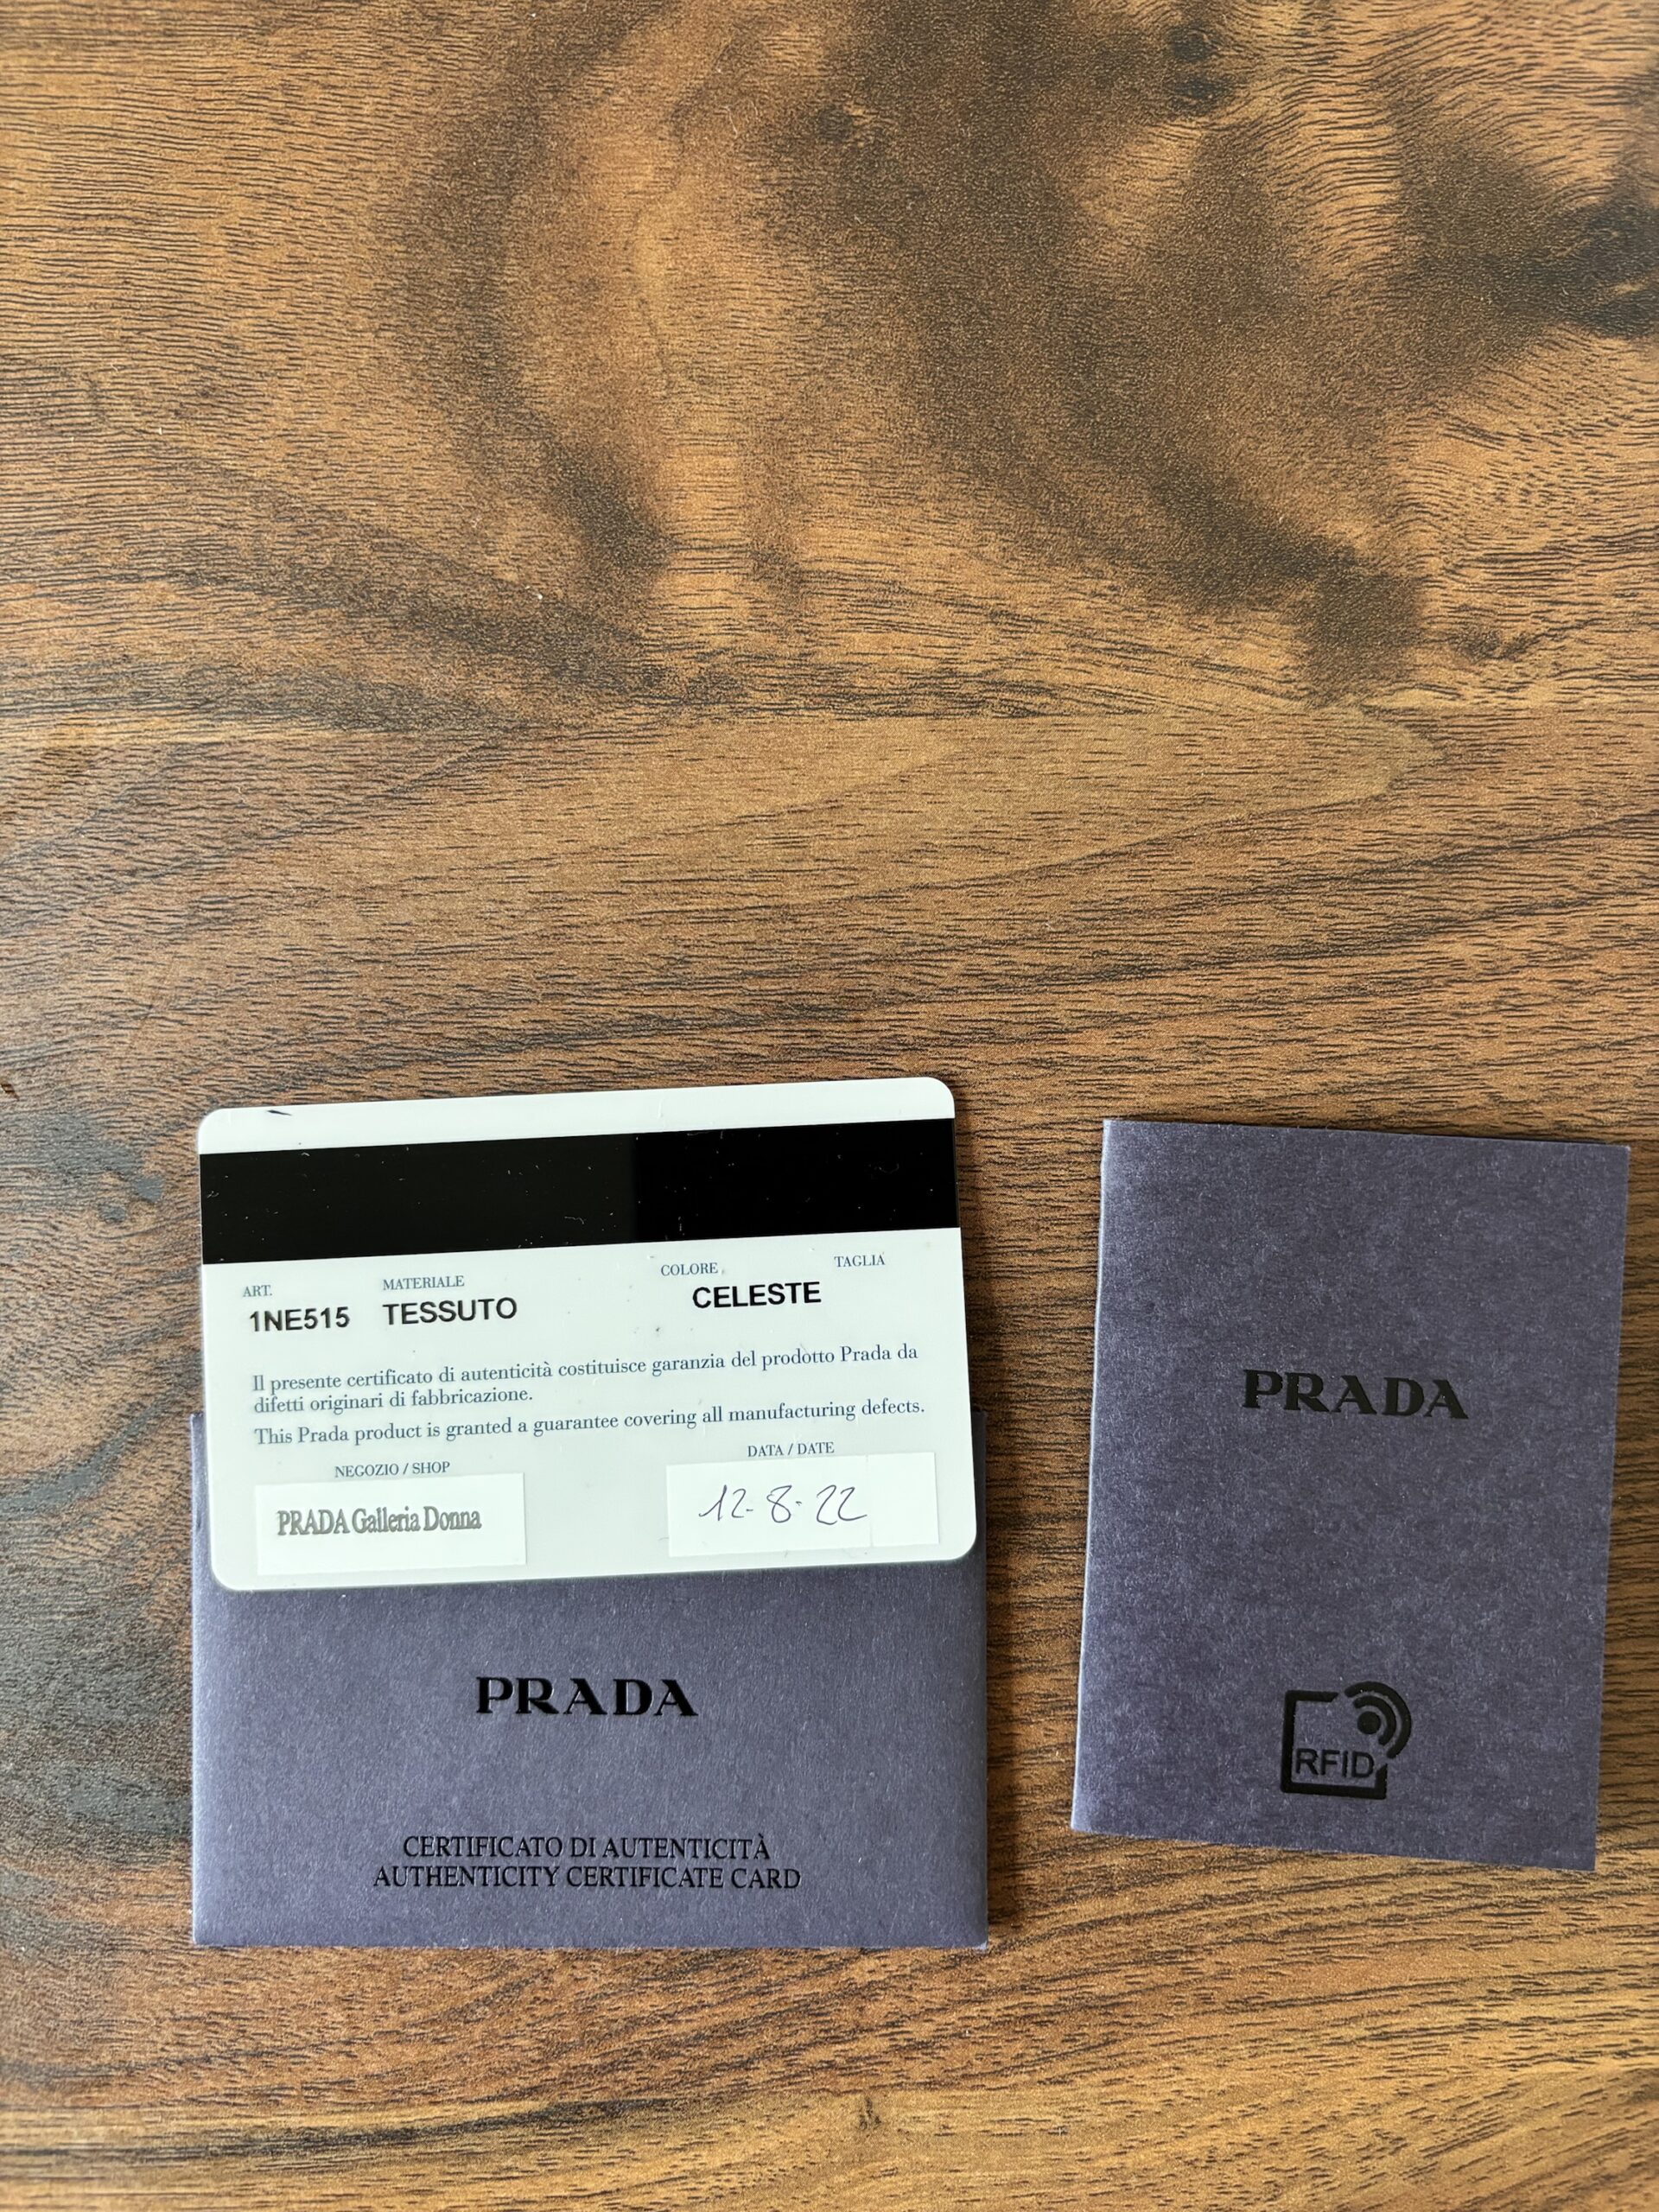 ART. MATERIALE COLORE TAGLIA
1NE515 TESSUTO CELESTE
Il presente certificato di autenticità costituisce garanzia del prodotto Prada da
difetti originari di fabbricazione.
This Prada product is granted a guarantee covering all manufacturing defects.
NEGOZIO / SHOP DATA / DATE
PRADA Galleria Donna 12-8-22
PRADA
CERTIFICATO DI AUTENTICITÀ
AUTHENTICITY CERTIFICATE CARD
PRADA
RFID